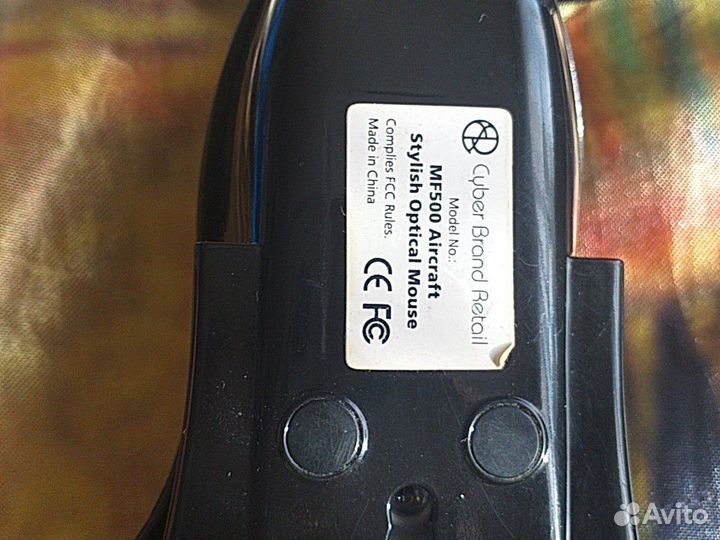 Cyber Brand Retail
Model No.:
MF500 Aircraft
Stylish Optical Mouse
Complies FCC Rules.
Made in China
CE FC
Avito